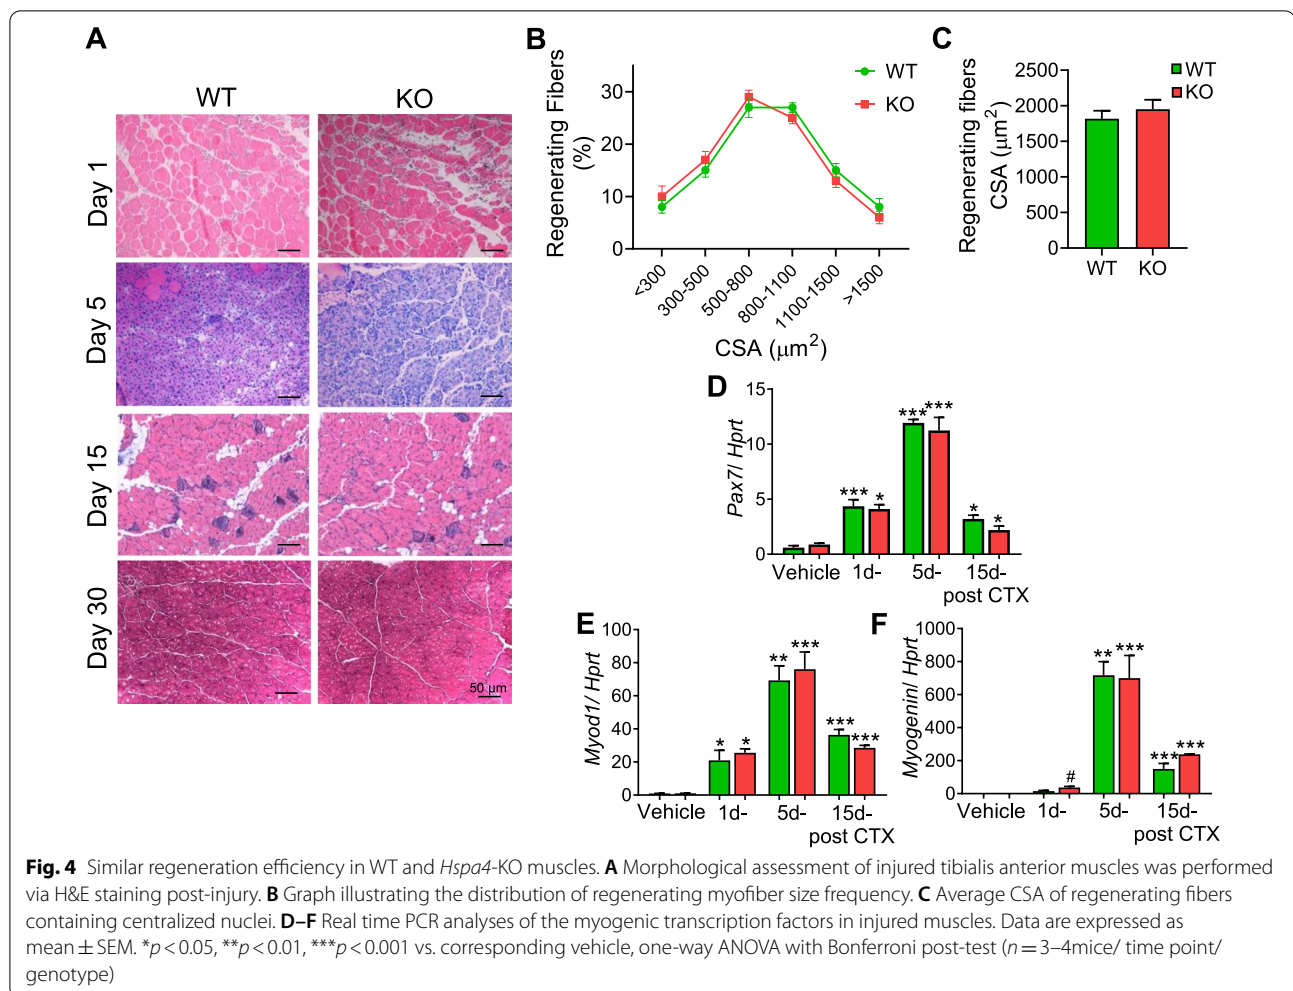 A
WT
KO
Day 1
Day 5
Day 15
Day 30
50 µm
B
Regenerating Fibers
(%)
30
20
10
0
<300
300-500
500-800
800-1100
1100-1500
>1500
CSA (μm²)
WT
KO
C
Regenerating fibers
CSA (μm²)
2500
2000
1500
1000
500
0
WT
KO
WT
KO
D
Pax7/ Hprt
15
10
5
0
*** *
*** ***
* *
Vehicle 1d- 5d- 15d-
post CTX
E
Myod1/ Hprt
100
80
60
40
20
0
* *
** ***
*** ***
Vehicle 1d- 5d- 15d-
post CTX
F
Myogenin/ Hprt
1000
800
600
400
200
0
#
** ***
*** ***
Vehicle 1d- 5d- 15d-
post CTX
Fig. 4 Similar regeneration efficiency in WT and Hspa4-KO muscles. A Morphological assessment of injured tibialis anterior muscles was performed
via H&E staining post-injury. B Graph illustrating the distribution of regenerating myofiber size frequency. C Average CSA of regenerating fibers
containing centralized nuclei. D–F Real time PCR analyses of the myogenic transcription factors in injured muscles. Data are expressed as
mean ± SEM. *p < 0.05, **p < 0.01, ***p < 0.001 vs. corresponding vehicle, one-way ANOVA with Bonferroni post-test (n = 3–4mice/ time point/
genotype)